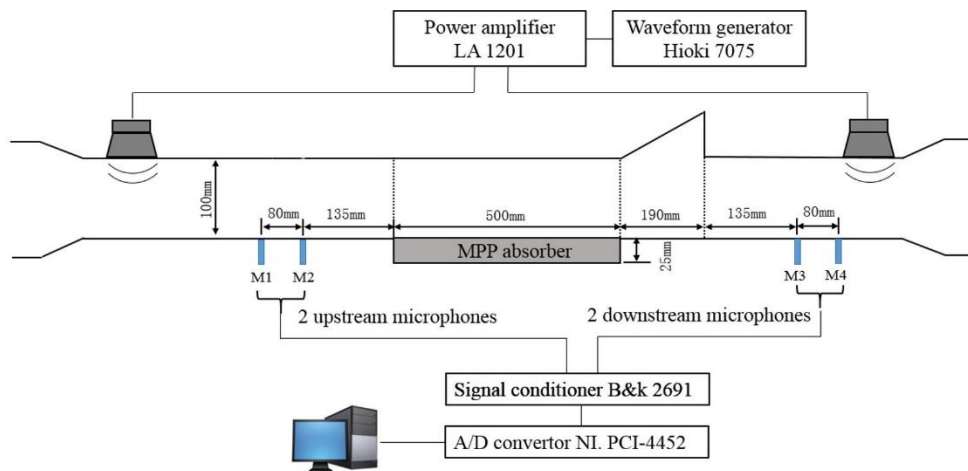 Power amplifier
LA 1201
Waveform generator
Hioki 7075
100mm
80mm
135mm
500mm
190mm
135mm
80mm
MPP absorber
25mm
M1
M2
M3
M4
2 upstream microphones
2 downstream microphones
Signal conditioner B&k 2691
A/D convertor NI. PCI-4452